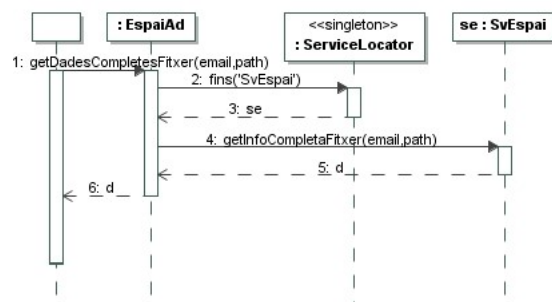 : EspaiAd
<<singleton>>
: ServiceLocator
se : SvEspai
1: getDadesCompletesFitxer(email,path)
2: fins('SvEspai')
3: se
4: getInfoCompletaFitxer(email,path)
5: d
6: d